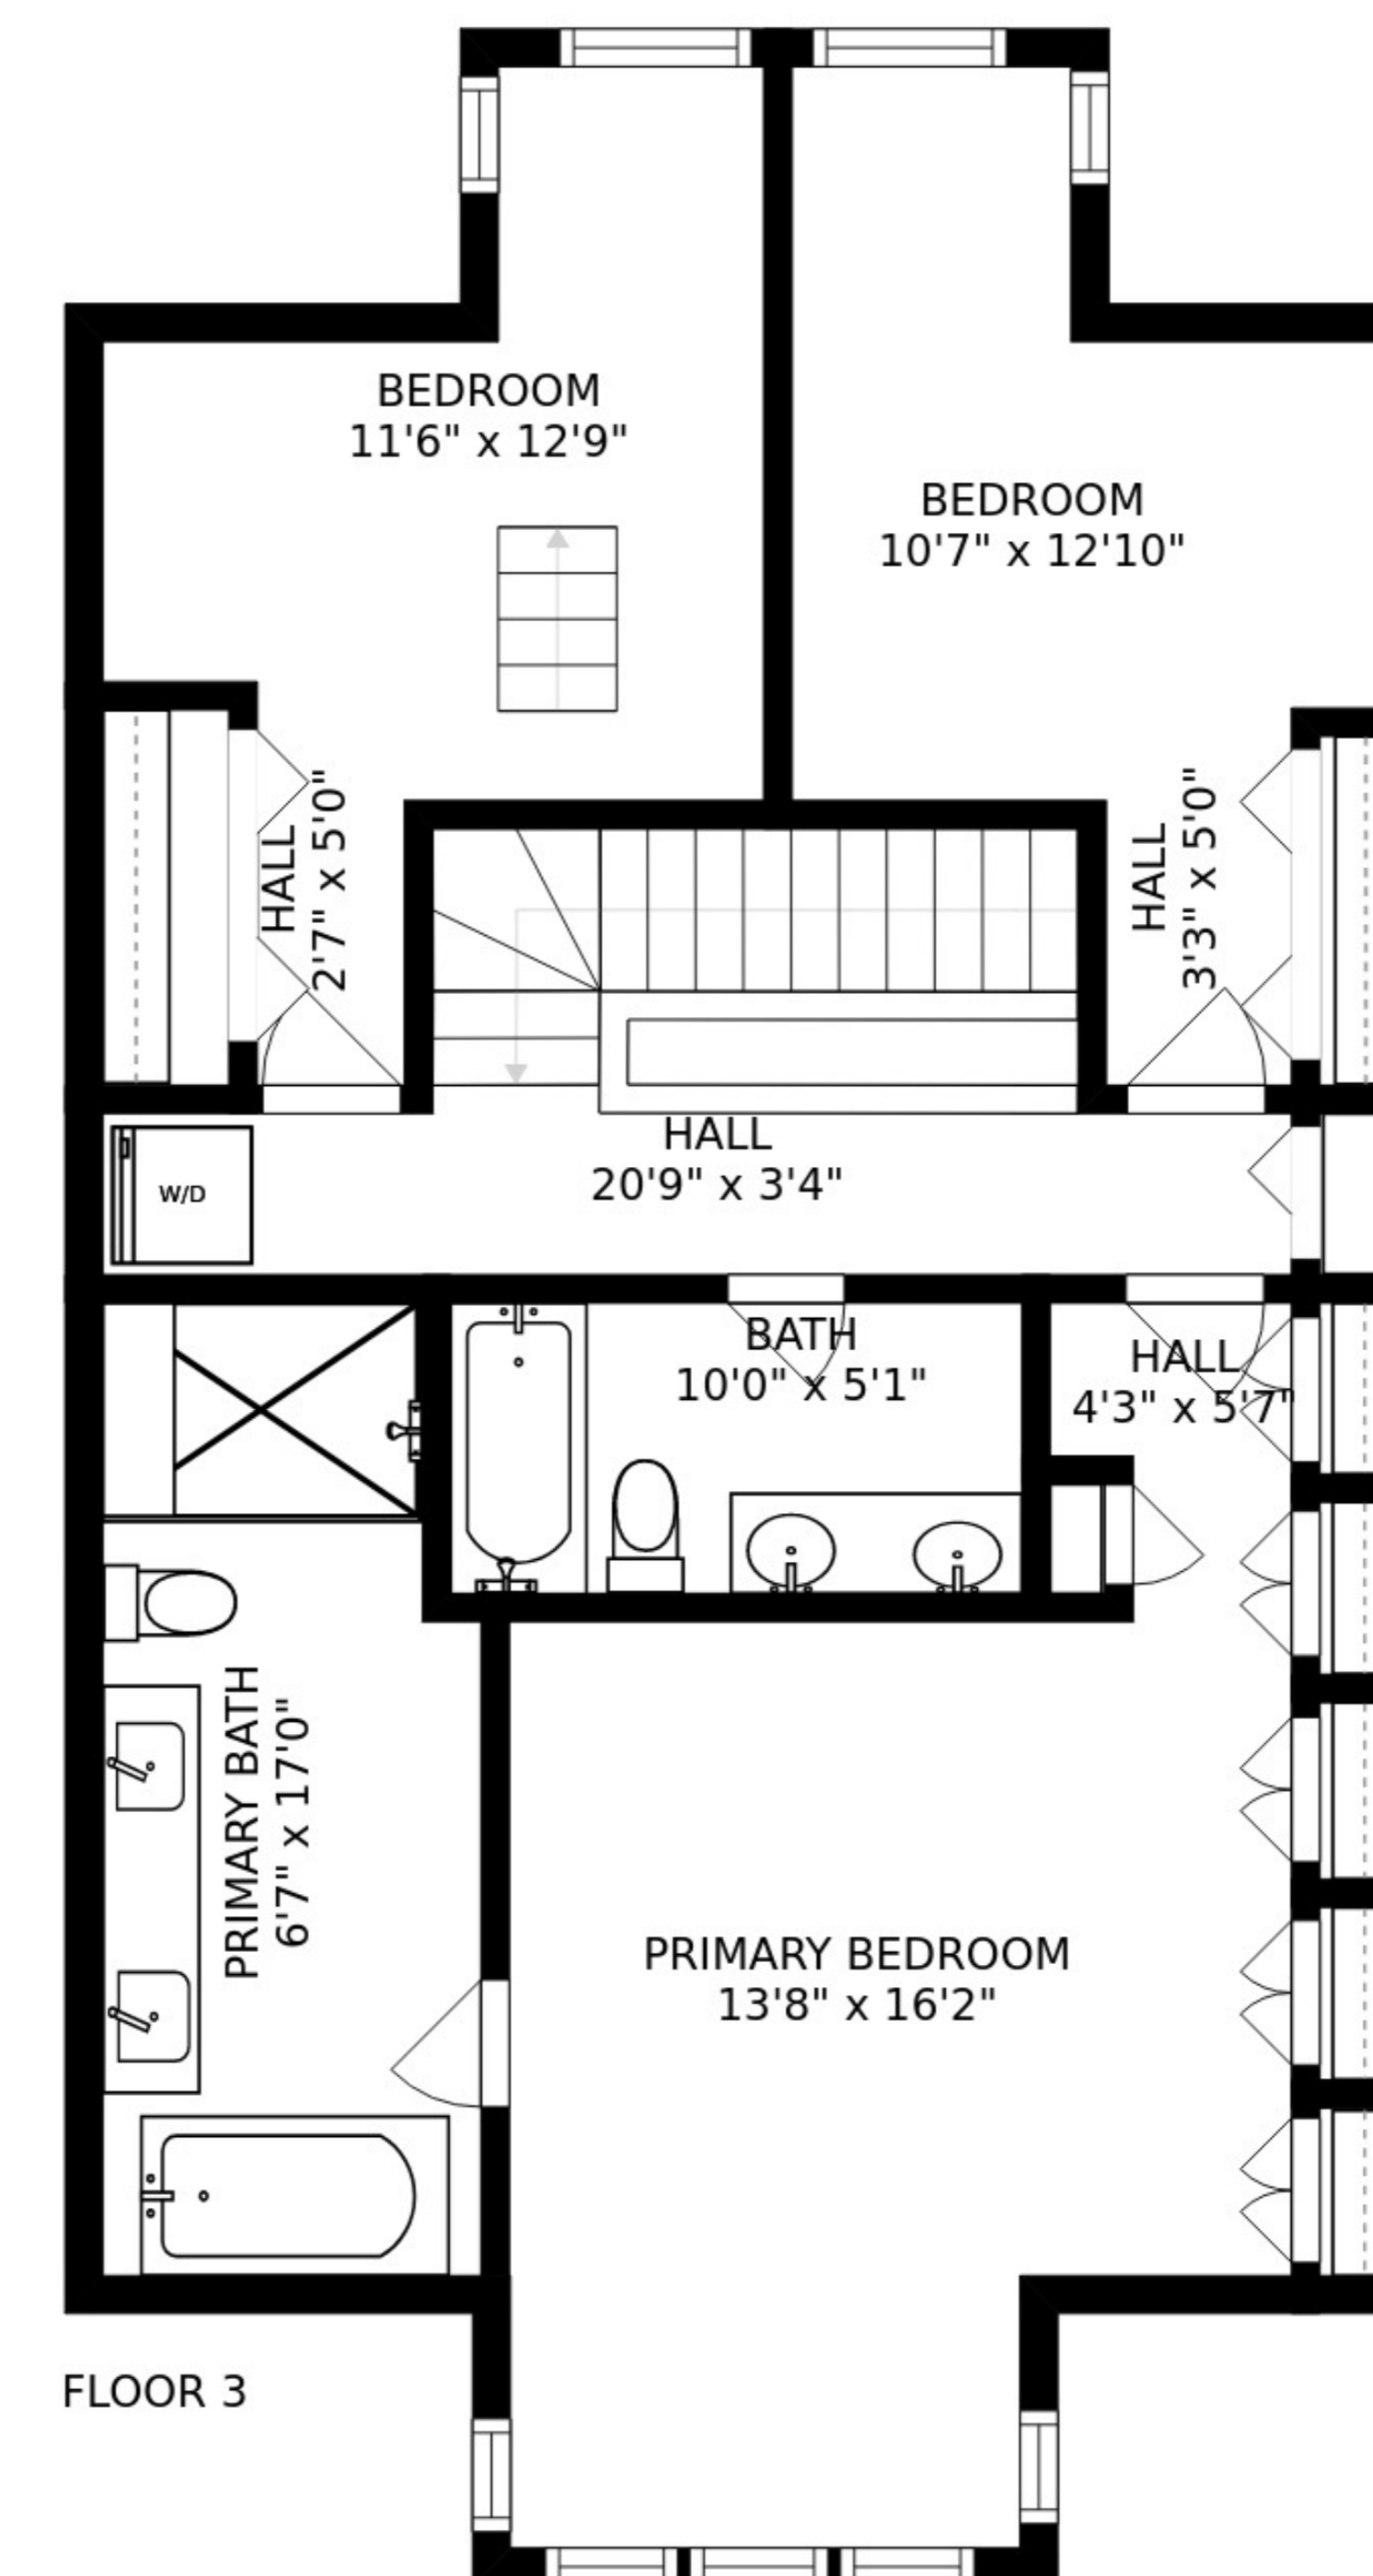 BEDROOM
11'6" x 12'9"
BEDROOM
10'7" x 12'10"
HALL
2'7" x 5'0"
HALL
3'3" x 5'0"
HALL
20'9" x 3'4"
W/D
BATH
10'0" x 5'1"
HALL
4'3" x 5'7"
PRIMARY BATH
6'7" x 17'0"
PRIMARY BEDROOM
13'8" x 16'2"
FLOOR 3